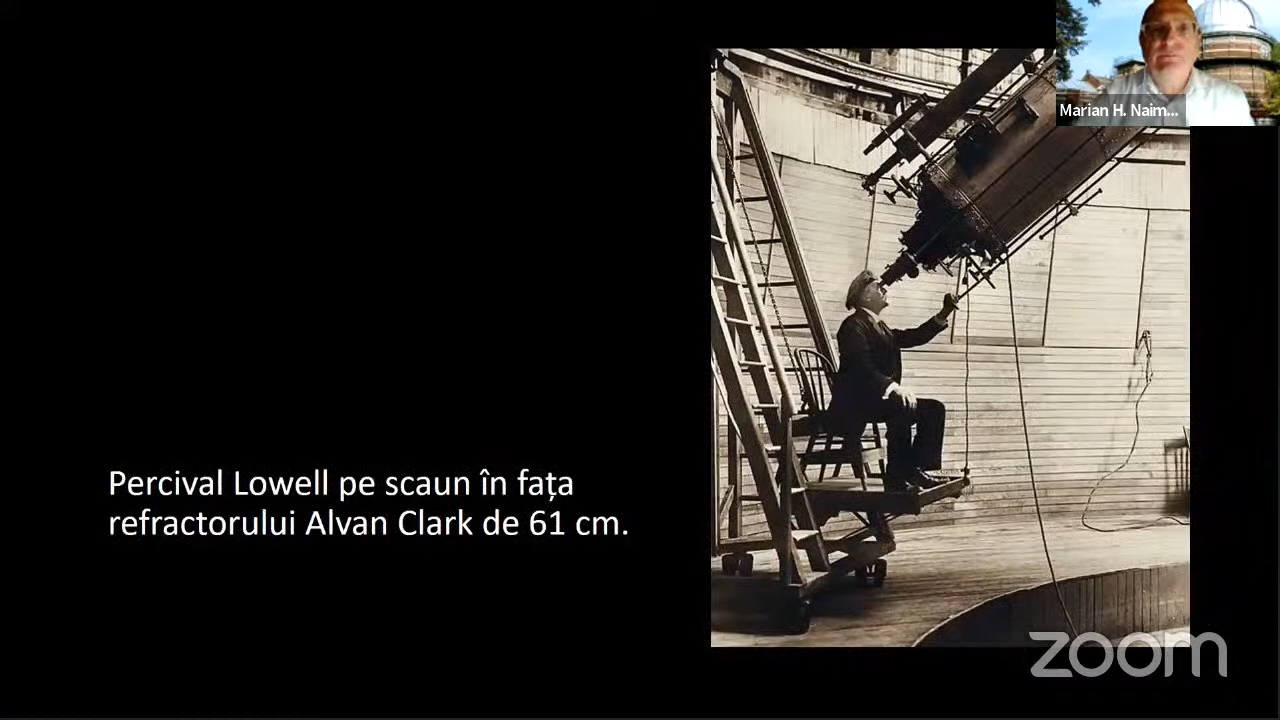 Marian H. Naim...
Percival Lowell pe scaun în fața
refractorului Alvan Clark de 61 cm.
zoom